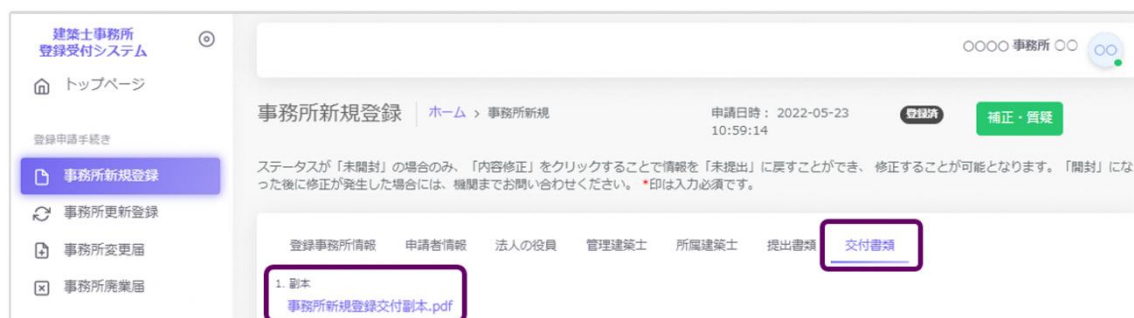 建築士事務所
登録受付システム
〇〇〇〇 事務所 〇〇
〇〇
トップページ
事務所新規登録
ホーム > 事務所新規
申請日時： 2022-05-23
10:59:14
登録済
補正・質疑
登録申請手続き
ステータスが「未開封」の場合のみ、「内容修正」をクリックすることで情報を「未提出」に戻すことができ、 修正することが可能となります。「開封」にな
った後に修正が発生した場合には、機関までお問い合わせください。 *印は入力必須です。
事務所新規登録
事務所更新登録
事務所変更届
事務所廃業届
登録事務所情報
申請者情報
法人の役員
管理建築士
所属建築士
提出書類
交付書類
1. 副本
事務所新規登録交付副本.pdf